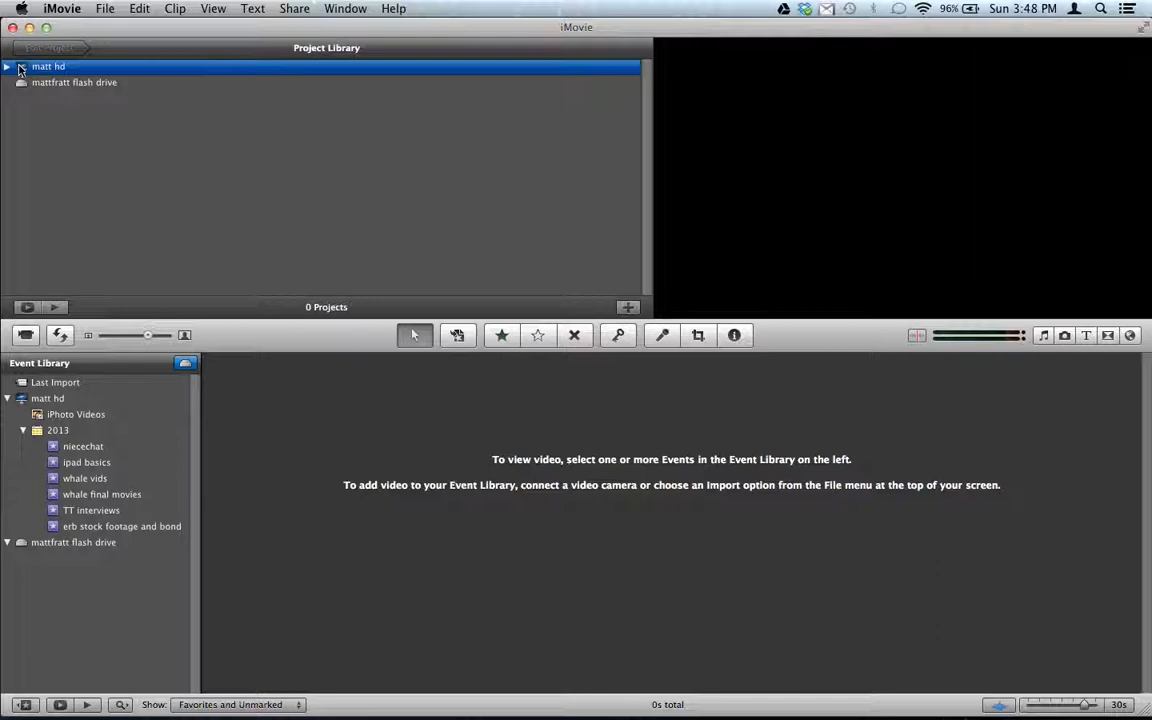 iMovie File Edit Clip View Text Share Window Help 96% Sun 3:48 PM
iMovie
Project Library
matt hd
mattfratt flash drive
0 Projects
Event Library
Last Import
matt hd
iPhoto Videos
2013
niecechat
ipad basics
whale vids
whale final movies
TT interviews
erb stock footage and bond
mattfratt flash drive
To view video, select one or more Events in the Event Library on the left.
To add video to your Event Library, connect a video camera or choose an Import option from the File menu at the top of your screen.
Show: Favorites and Unmarked 0s total 30s